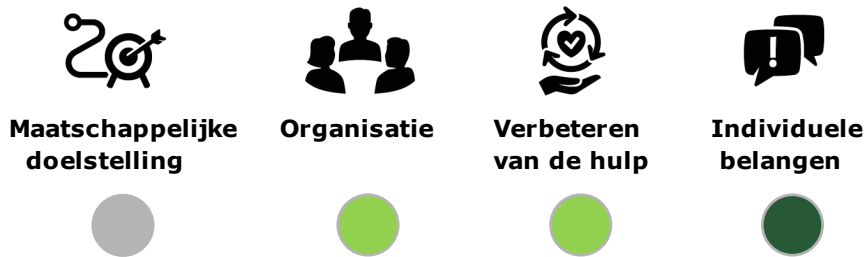 Maatschappelijke doelstelling
Organisatie
Verbeteren van de hulp
Individuele belangen